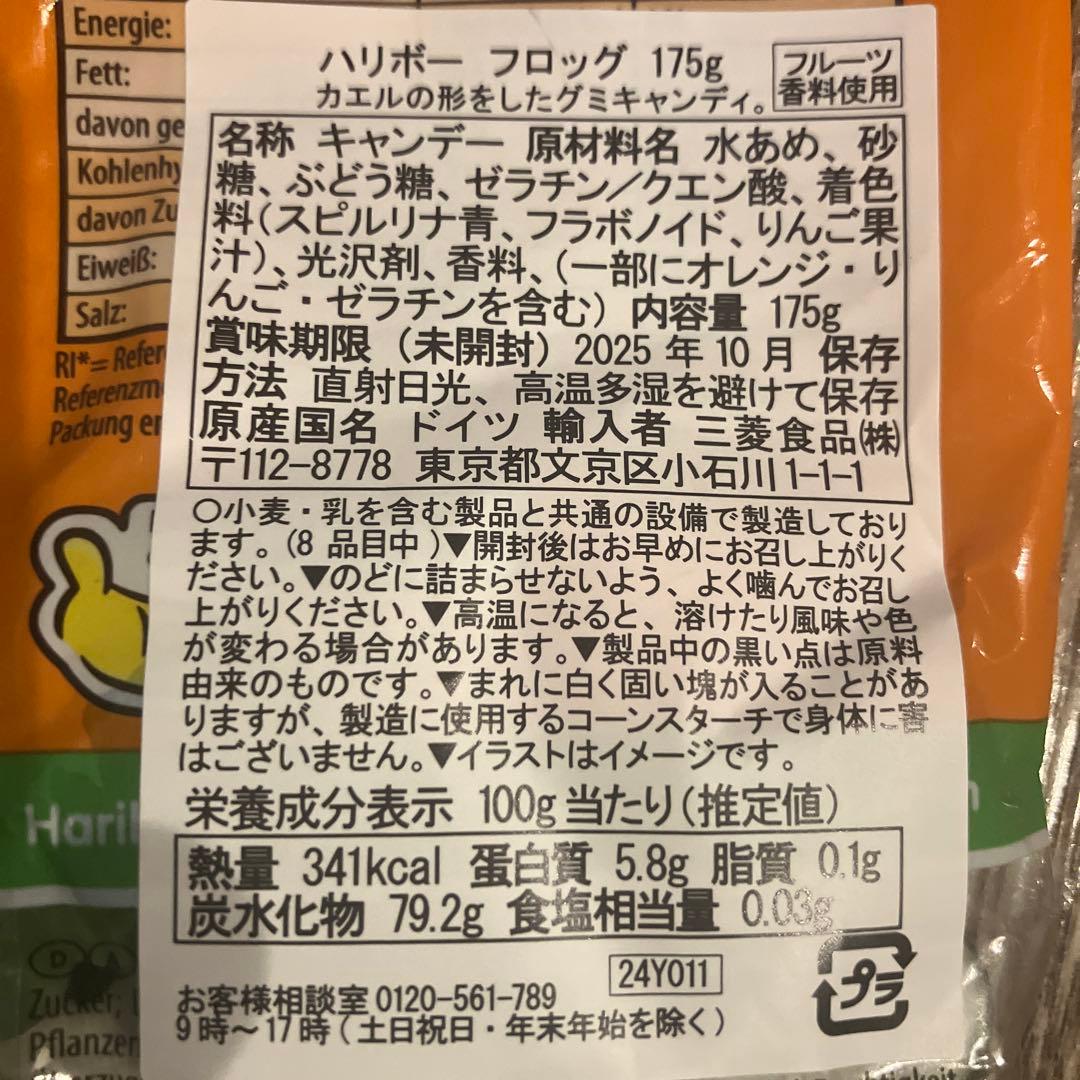 Energie:
Fett:
davon ge
Kohlenhy
davon Zu
Eiweiß:
Salz:
RI*= Refer
Referenzm
Packung er
ハリボー フロッグ 175g
フルーツ
香料使用
カエルの形をしたグミキャンディ。
名称 キャンデー 原材料名 水あめ、砂
糖、ぶどう糖、ゼラチン／クエン酸、着色
料（スピルリナ青、フラボノイド、りんご果
汁）、光沢剤、香料、（一部にオレンジ・り
んご・ゼラチンを含む） 内容量 175g
賞味期限（未開封）2025 年 10 月 保存
方法 直射日光、高温多湿を避けて保存
原産国名 ドイツ 輸入者 三菱食品㈱
〒112-8778 東京都文京区小石川 1-1-1
〇小麦・乳を含む製品と共通の設備で製造しており
ます。(8 品目中 )▼開封後はお早めにお召し上がりく
ださい。▼のどに詰まらせないよう、よく噛んでお召し
上がりください。▼高温になると、溶けたり風味や色
が変わる場合があります。▼製品中の黒い点は原料
由来のものです。▼まれに白く固い塊が入ることがあ
りますが、製造に使用するコーンスターチで身体に害
はございません。▼イラストはイメージです。
栄養成分表示 100g 当たり（推定値）
熱量 341kcal 蛋白質 5.8g 脂質 0.1g
炭水化物 79.2g 食塩相当量 0.03g
24Y011
お客様相談室 0120-561-789
9 時～17 時（土日祝日・年末年始を除く）
プラ
Harib
D A
Zucker;
Pflanzen